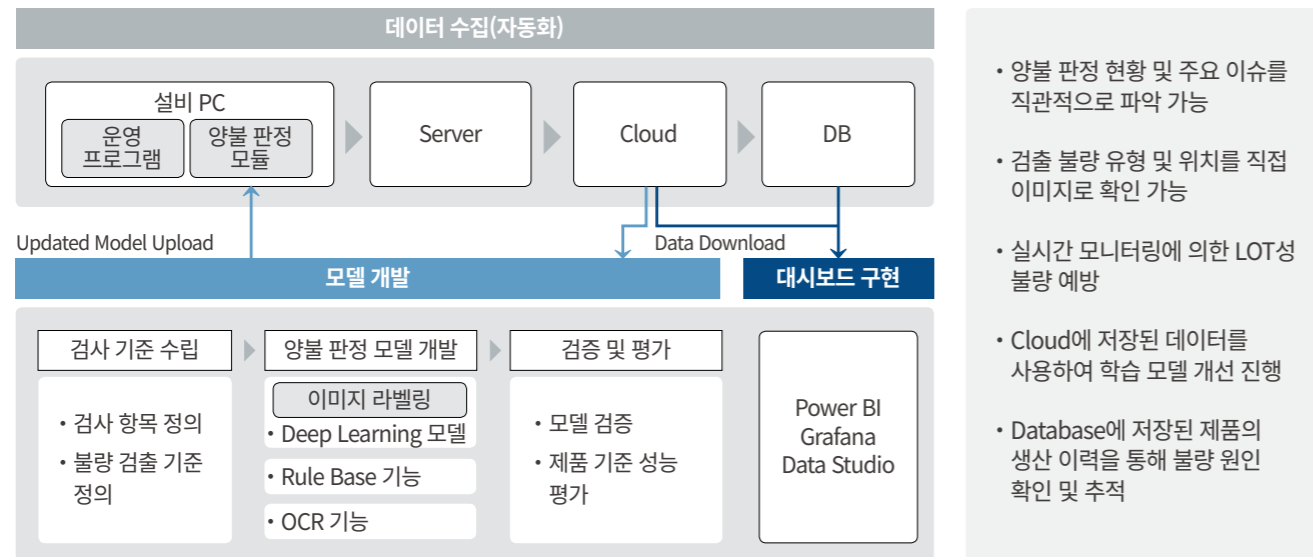 데이터 수집(자동화)
설비 PC
운영
프로그램
양불 판정
모듈
Server
Cloud
DB
Updated Model Upload
Data Download
모델 개발
대시보드 구현
검사 기준 수립
・검사 항목 정의
・불량 검출 기준
정의
양불 판정 모델 개발
이미지 라벨링
・Deep Learning 모델
・Rule Base 기능
・OCR 기능
검증 및 평가
・모델 검증
・제품 기준 성능
평가
Power BI
Grafana
Data Studio
・양불 판정 현황 및 주요 이슈를
직관적으로 파악 가능
・검출 불량 유형 및 위치를 직접
이미지로 확인 가능
・실시간 모니터링에 의한 LOT성
불량 예방
・Cloud에 저장된 데이터를
사용하여 학습 모델 개선 진행
・Database에 저장된 제품의
생산 이력을 통해 불량 원인
확인 및 추적